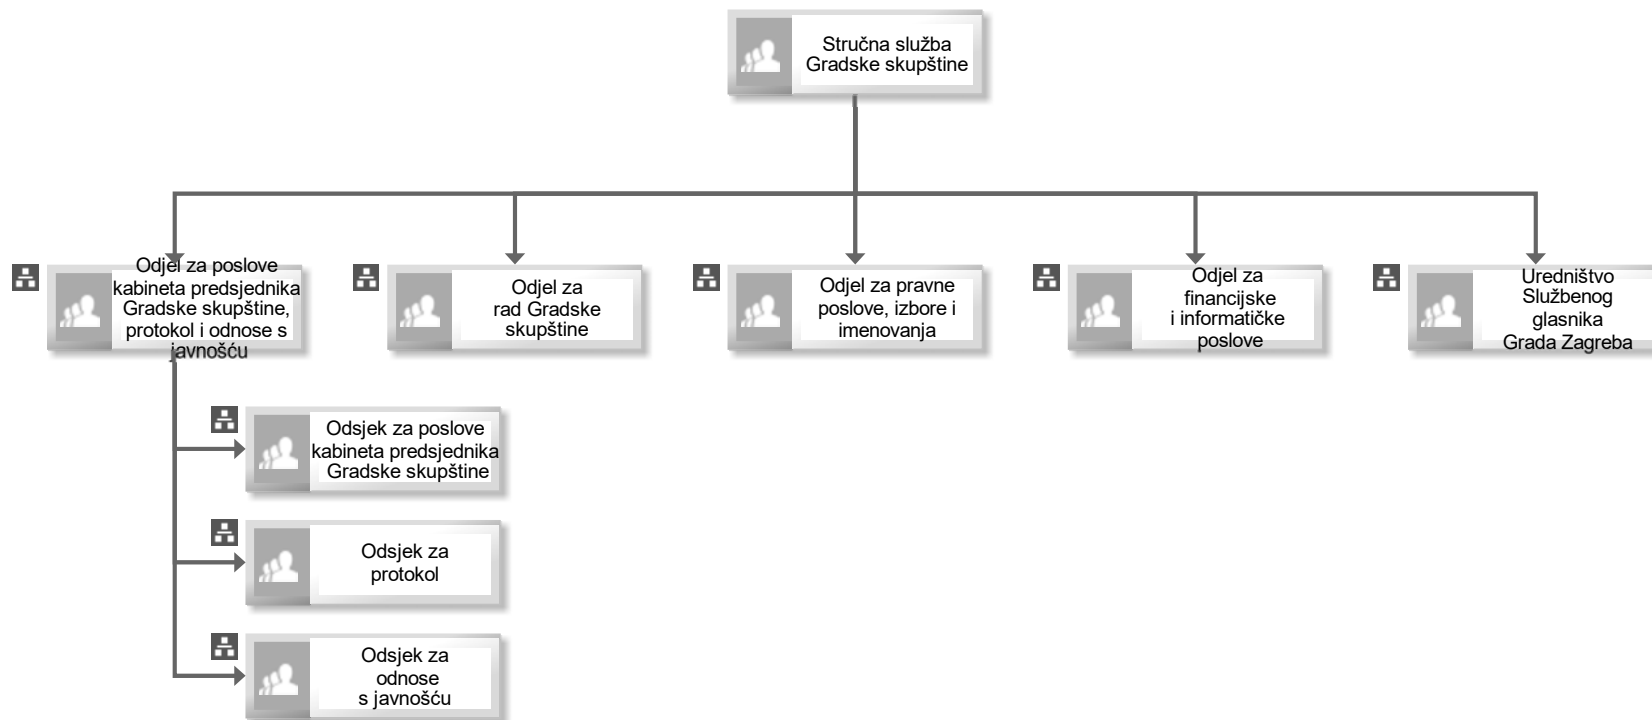 Stručna služba
Gradske skupštine
Odjel za poslove
kabineta predsjednika
Gradske skupštine,
protokol i odnose s
javnošću
Odjel za
rad Gradske
skupštine
Odjel za pravne
poslove, izbore i
imenovanja
Odjel za
financijske
i informatičke
poslove
Uredništvo
Službenog
glasnika
Grada Zagreba
Odsjek za poslove
kabineta predsjednika
Gradske skupštine
Odsjek za
protokol
Odsjek za
odnose
s javnošću